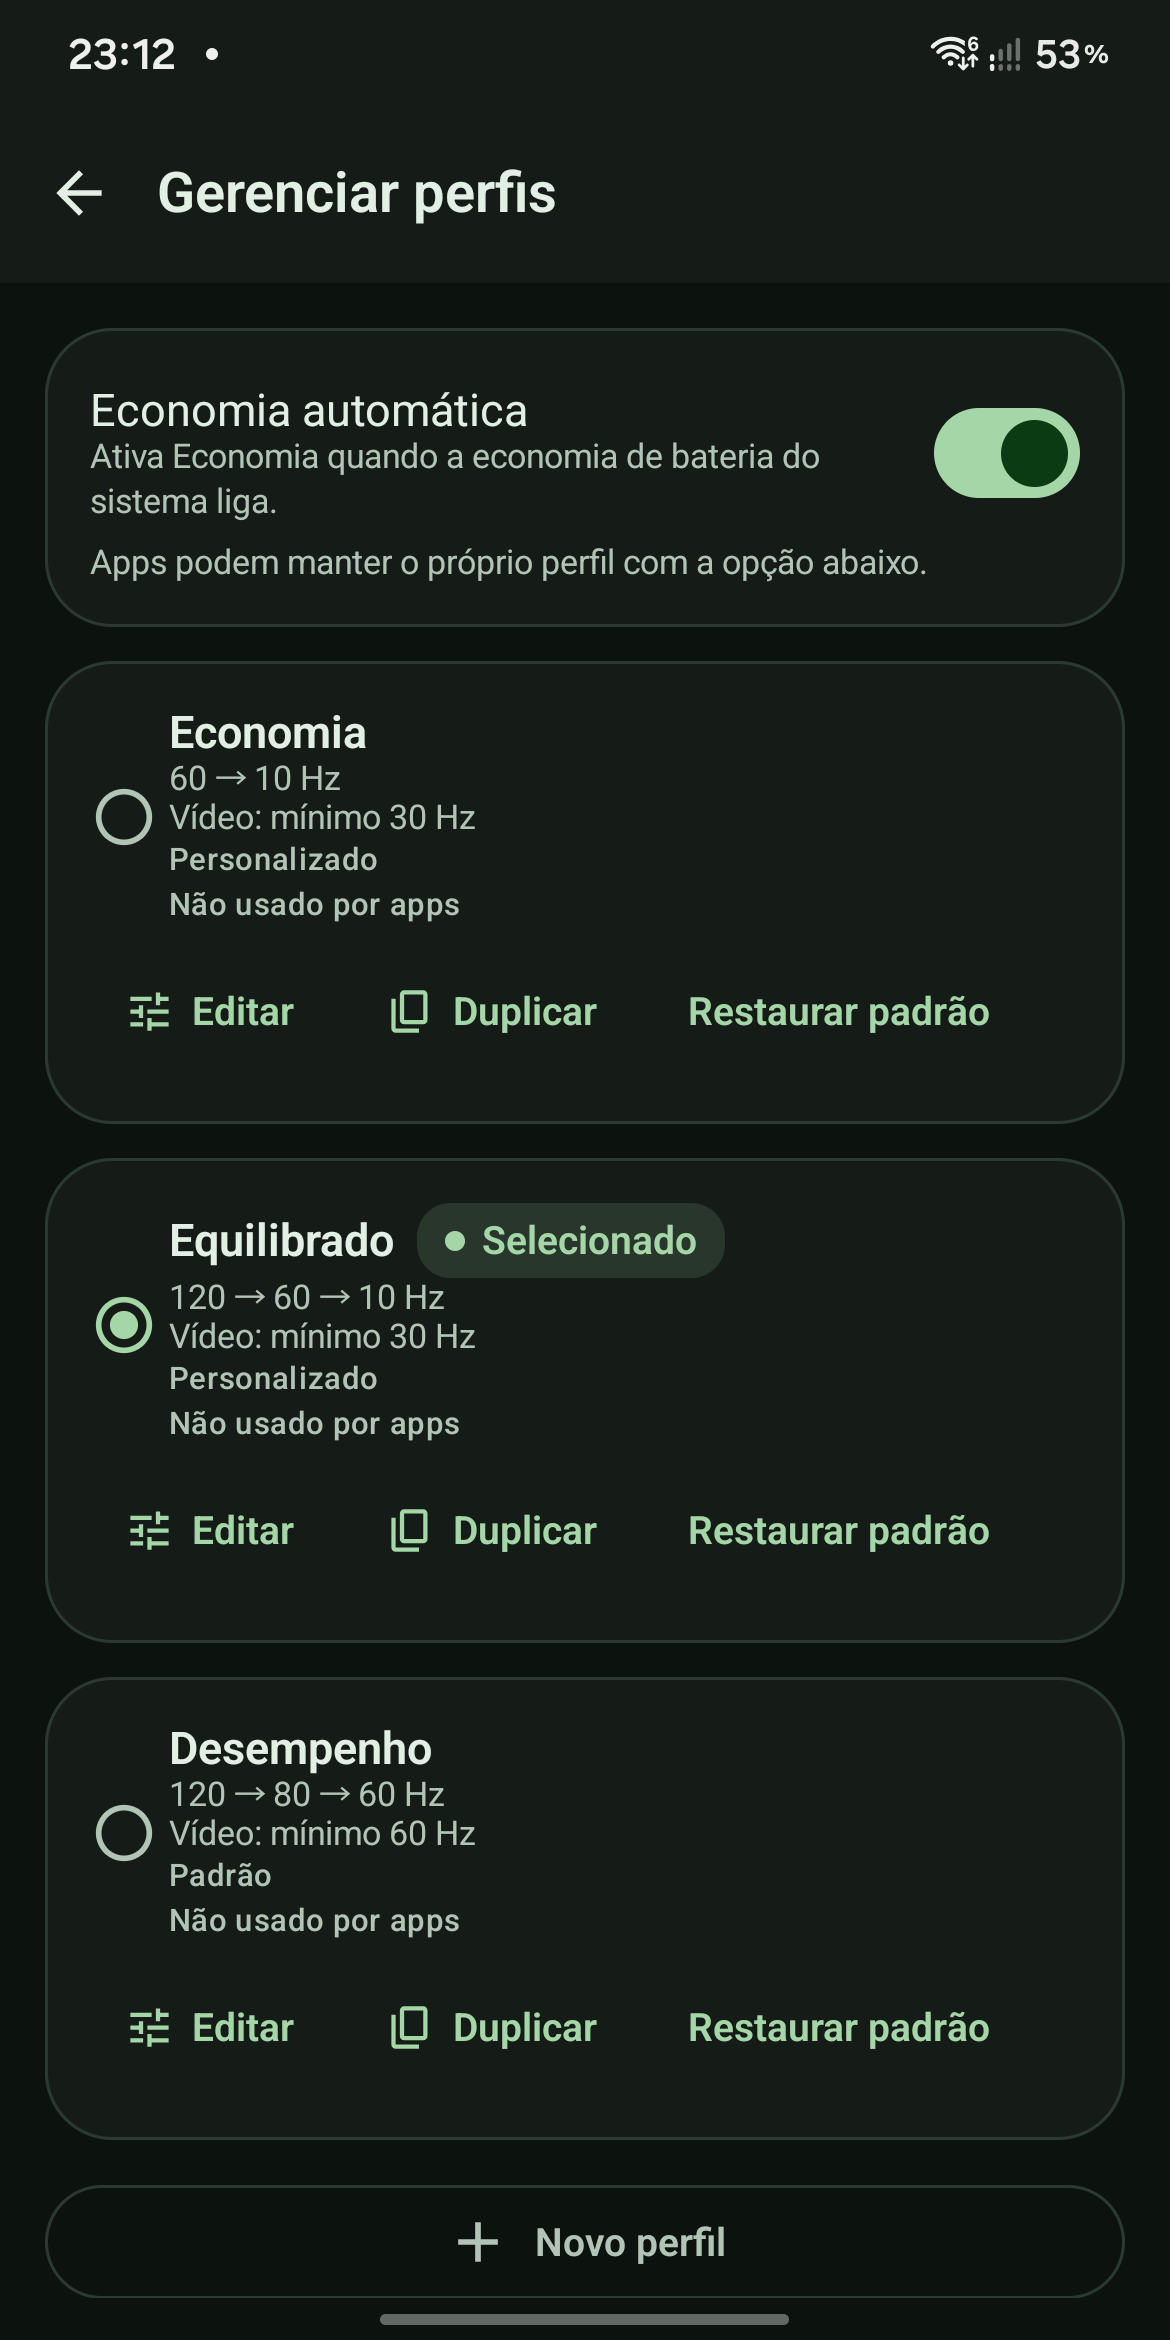 23:12
6
53%
Gerenciar perfis
Economia automática
Ativa Economia quando a economia de bateria do
sistema liga.
Apps podem manter o próprio perfil com a opção abaixo.
Economia
60 → 10 Hz
Vídeo: mínimo 30 Hz
Personalizado
Não usado por apps
Editar Duplicar Restaurar padrão
Equilibrado Selecionado
120 → 60 → 10 Hz
Vídeo: mínimo 30 Hz
Personalizado
Não usado por apps
Editar Duplicar Restaurar padrão
Desempenho
120 → 80 → 60 Hz
Vídeo: mínimo 60 Hz
Padrão
Não usado por apps
Editar Duplicar Restaurar padrão
Novo perfil